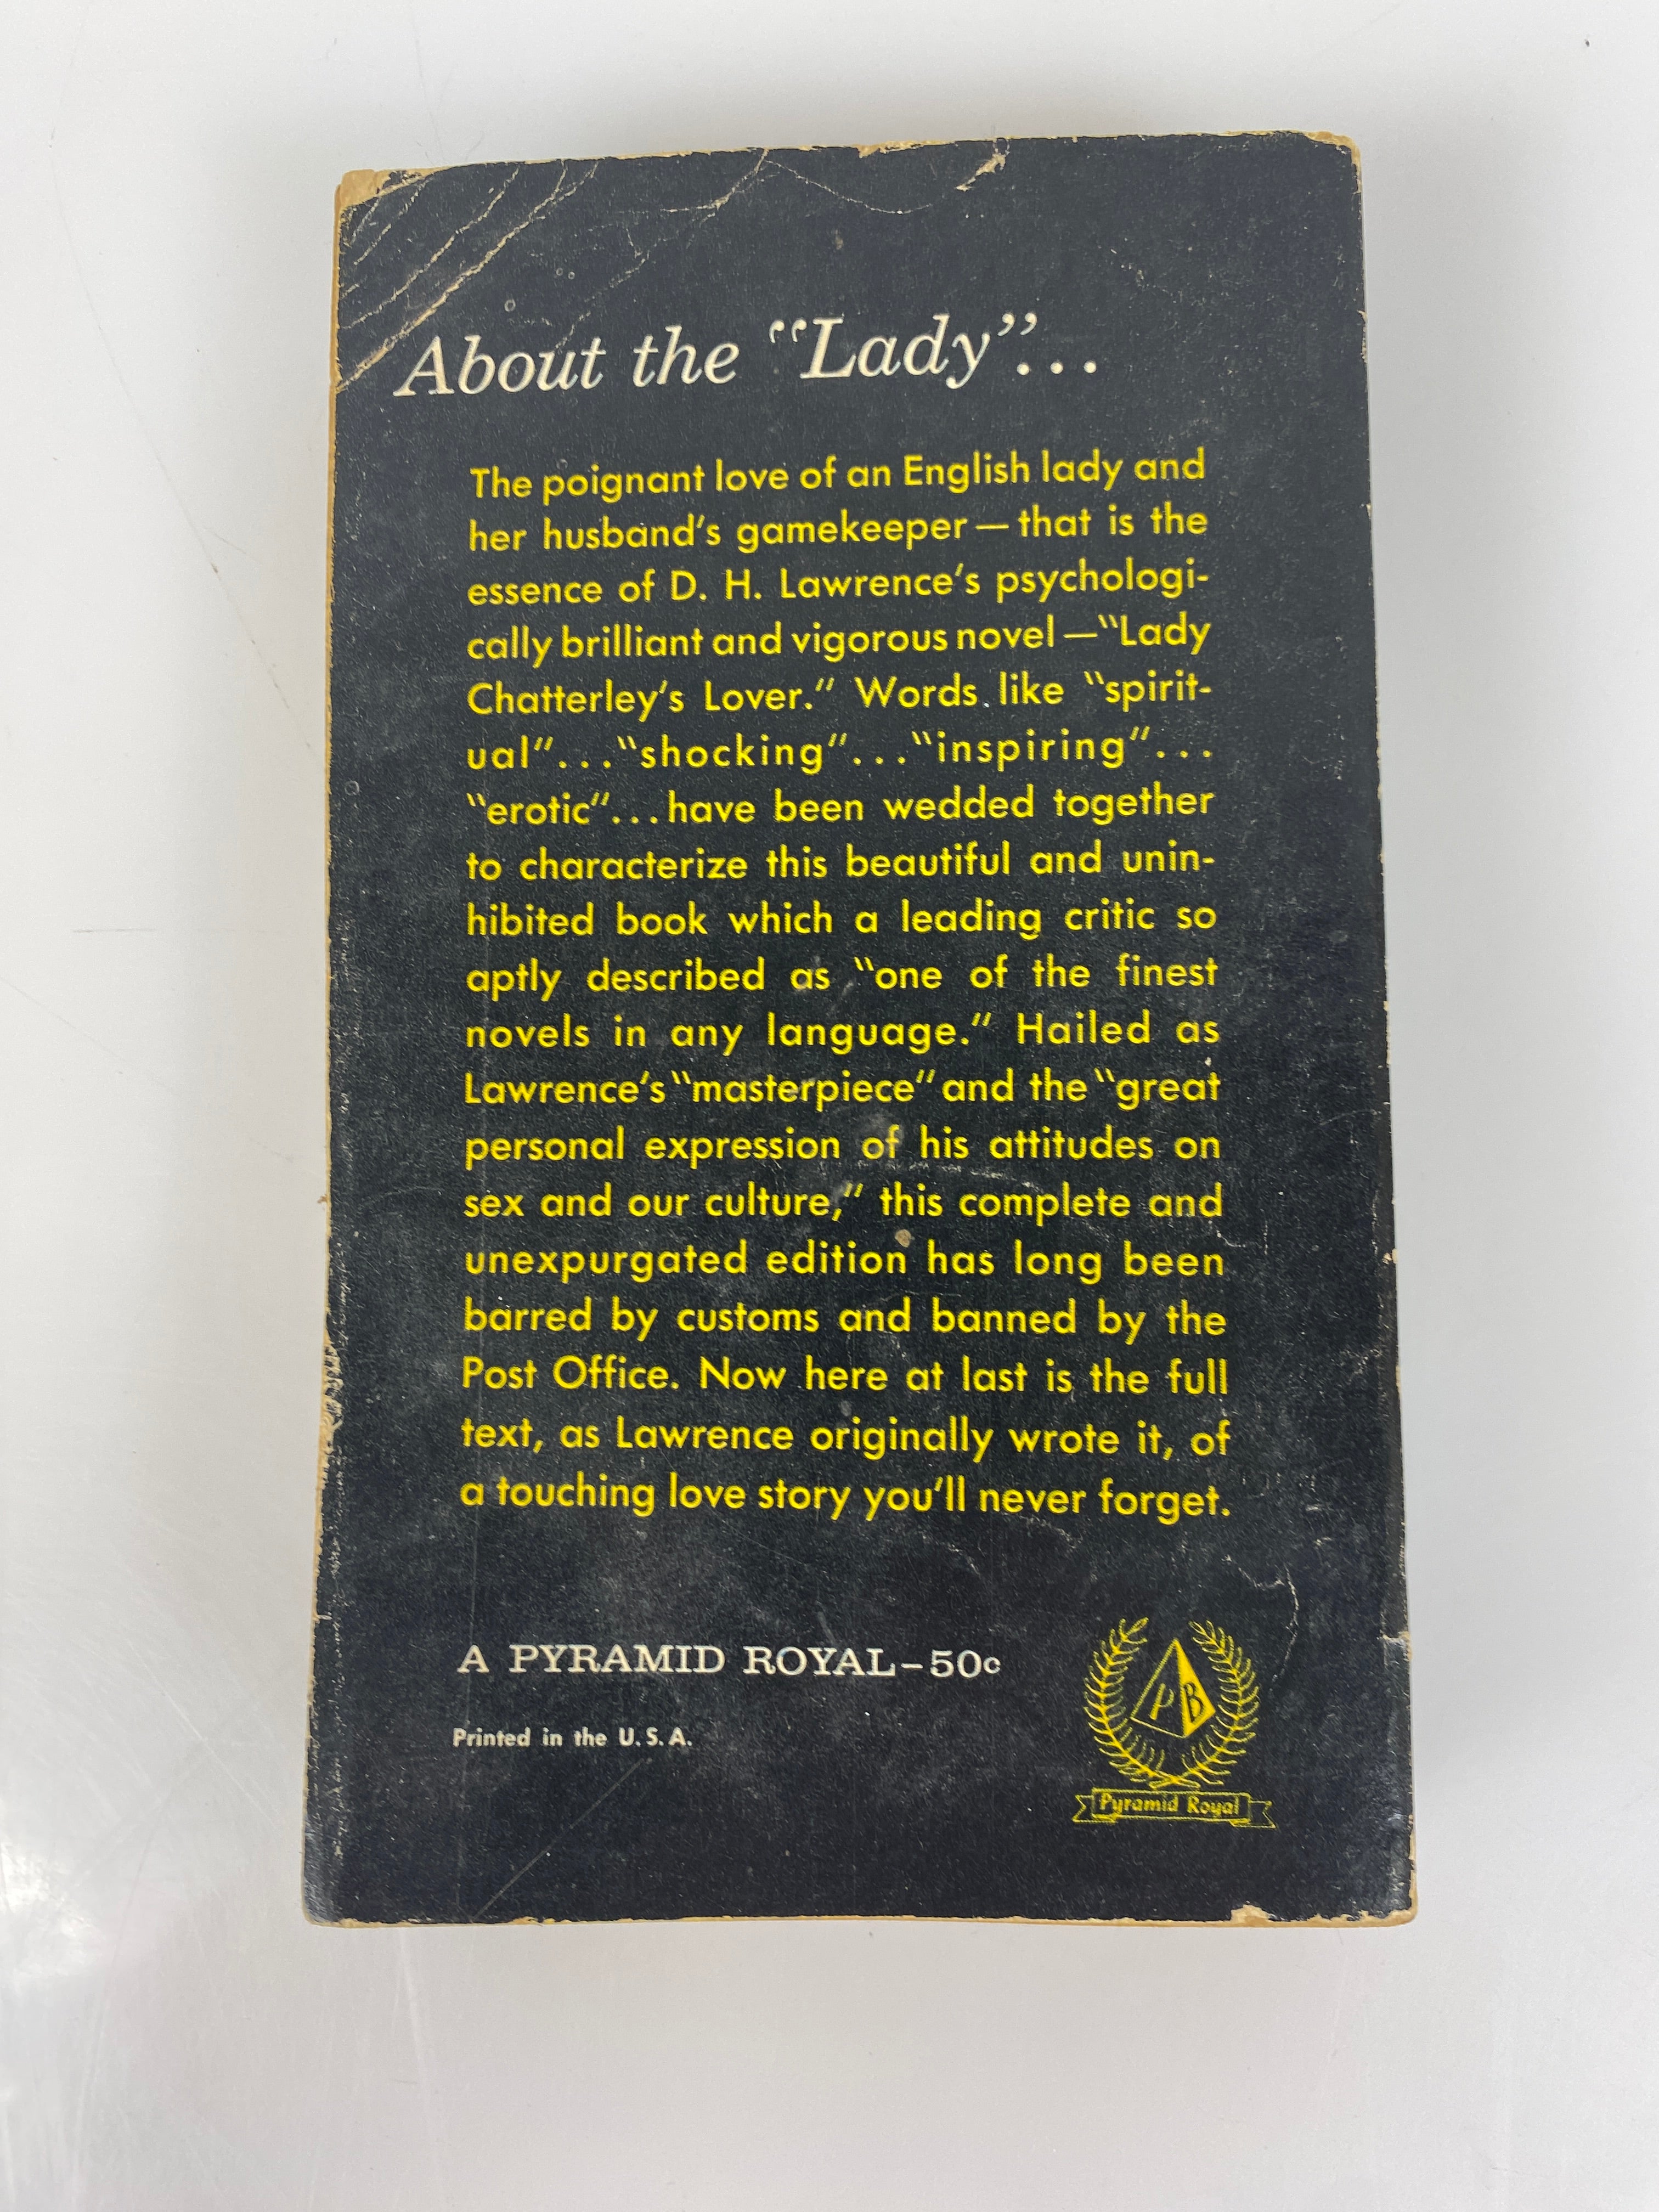 About the "Lady"...
The poignant love of an English lady and
her husband's gamekeeper — that is the
essence of D. H. Lawrence's psychologi-
cally brilliant and vigorous novel — "Lady
Chatterley's Lover." Words like "spirit-
ual"..."shocking"..."inspiring"...
"erotic"...have been wedded together
to characterize this beautiful and unin-
hibited book which a leading critic so
aptly described as "one of the finest
novels in any language." Hailed as
Lawrence's "masterpiece" and the "great
personal expression of his attitudes on
sex and our culture," this complete and
unexpurgated edition has long been
barred by customs and banned by the
Post Office. Now here at last is the full
text, as Lawrence originally wrote it, of
a touching love story you'll never forget.
A PYRAMID ROYAL–50c
Printed in the U.S.A.
PB
Pyramid Royal